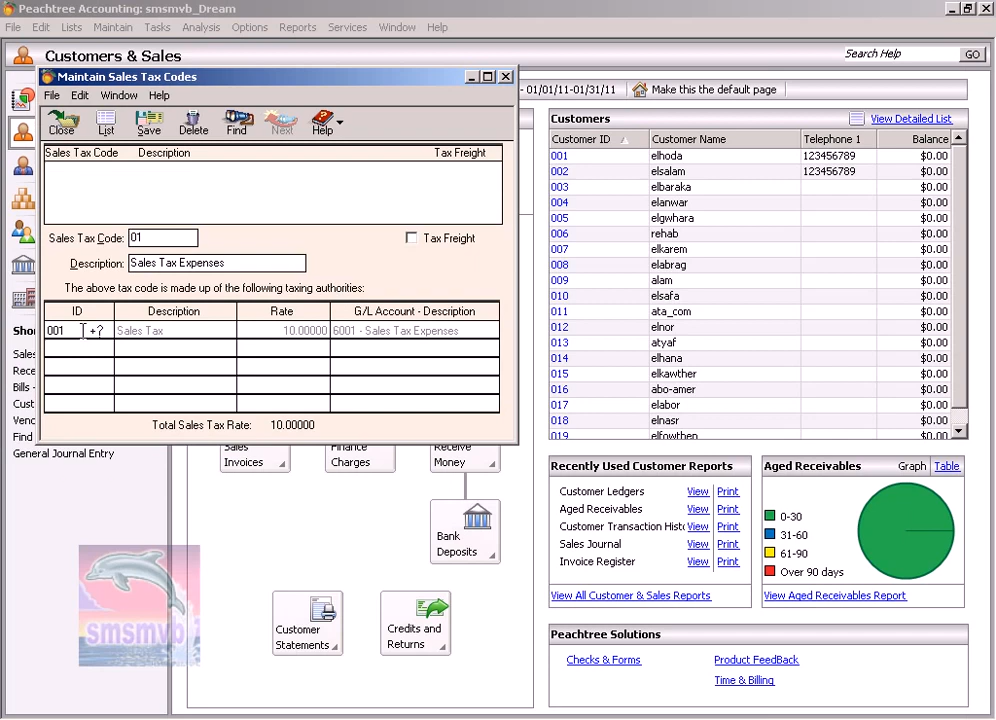 Peachtree Accounting: smsmvb_Dream
File Edit Lists Maintain Tasks Analysis Options Reports Services Window Help
Customers & Sales
Search Help GO
Maintain Sales Tax Codes
File Edit Window Help
Close List Save Delete Find Next Help
- 01/01/11-01/31/11
Make this the default page
Sales Tax Code Description Tax Freight
Sales Tax Code: 01
Tax Freight
Description: Sales Tax Expenses
The above tax code is made up of the following taxing authorities:
ID Description Rate G/L Account - Description
001 +? Sales Tax 10.00000 6001 - Sales Tax Expenses
Total Sales Tax Rate: 10.00000
Customers
View Detailed List
Customer ID Customer Name Telephone 1 Balance
001 elhoda 123456789 $0.00
002 elsalam 123456789 $0.00
003 elbaraka $0.00
004 elanwar $0.00
005 elgwhara $0.00
006 rehab $0.00
007 elkarem $0.00
008 elabrag $0.00
009 alam $0.00
010 elsafa $0.00
011 ata_com $0.00
012 elnor $0.00
013 atyaf $0.00
014 elhana $0.00
015 elkawther $0.00
016 abo-amer $0.00
017 elabor $0.00
018 elnasr $0.00
019 elfowthen $0.00
Sho
Sales
Rece
Bills -
Cust
Venc
Find
General Journal Entry
Sales Invoices
Finance Charges
Receive Money
Bank Deposits
Customer Statements
Credits and Returns
Recently Used Customer Reports
Customer Ledgers View Print
Aged Receivables View Print
Customer Transaction Histo View Print
Sales Journal View Print
Invoice Register View Print
View All Customer & Sales Reports
Aged Receivables Graph Table
0-30
31-60
61-90
Over 90 days
View Aged Receivables Report
Peachtree Solutions
Checks & Forms
Product FeedBack
Time & Billing
smsmvb